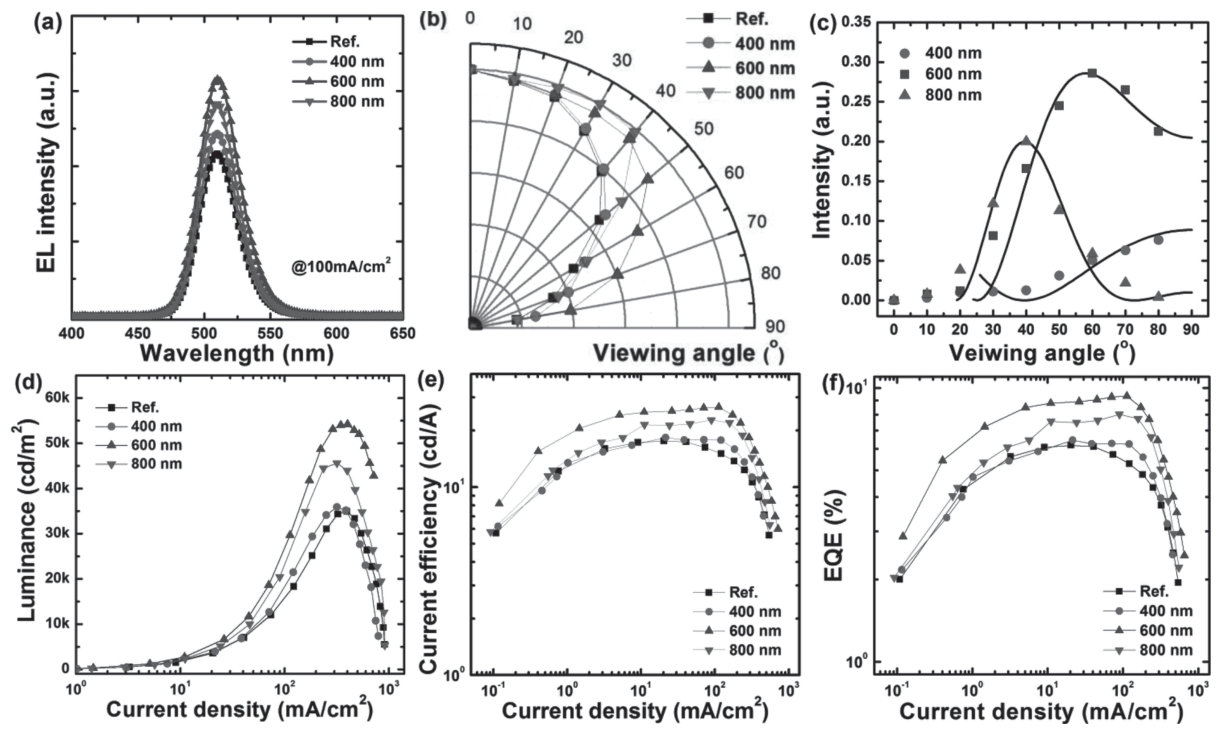 (a)
EL intensity (a.u.)
Ref.
400 nm
600 nm
800 nm
@100mA/cm²
400 450 500 550 600 650
Wavelength (nm)
(b)
0 10 20 30 40 50 60 70 80 90
Ref.
400 nm
600 nm
800 nm
Viewing angle (°)
(c)
Intensity (a.u.)
0.35
0.30
0.25
0.20
0.15
0.10
0.05
0.00
400 nm
600 nm
800 nm
0 10 20 30 40 50 60 70 80 90
Veiwing angle (°)
(d)
Luminance (cd/m²)
60k
50k
40k
30k
20k
10k
0
Ref.
400 nm
600 nm
800 nm
10⁰ 10¹ 10² 10³
Current density (mA/cm²)
(e)
Current efficiency (cd/A)
10¹
10⁰
Ref.
400 nm
600 nm
800 nm
10⁻¹ 10⁰ 10¹ 10² 10³
Current density (mA/cm²)
(f)
EQE (%)
10¹
10⁰
Ref.
400 nm
600 nm
800 nm
10⁻¹ 10⁰ 10¹ 10² 10³
Current density (mA/cm²)